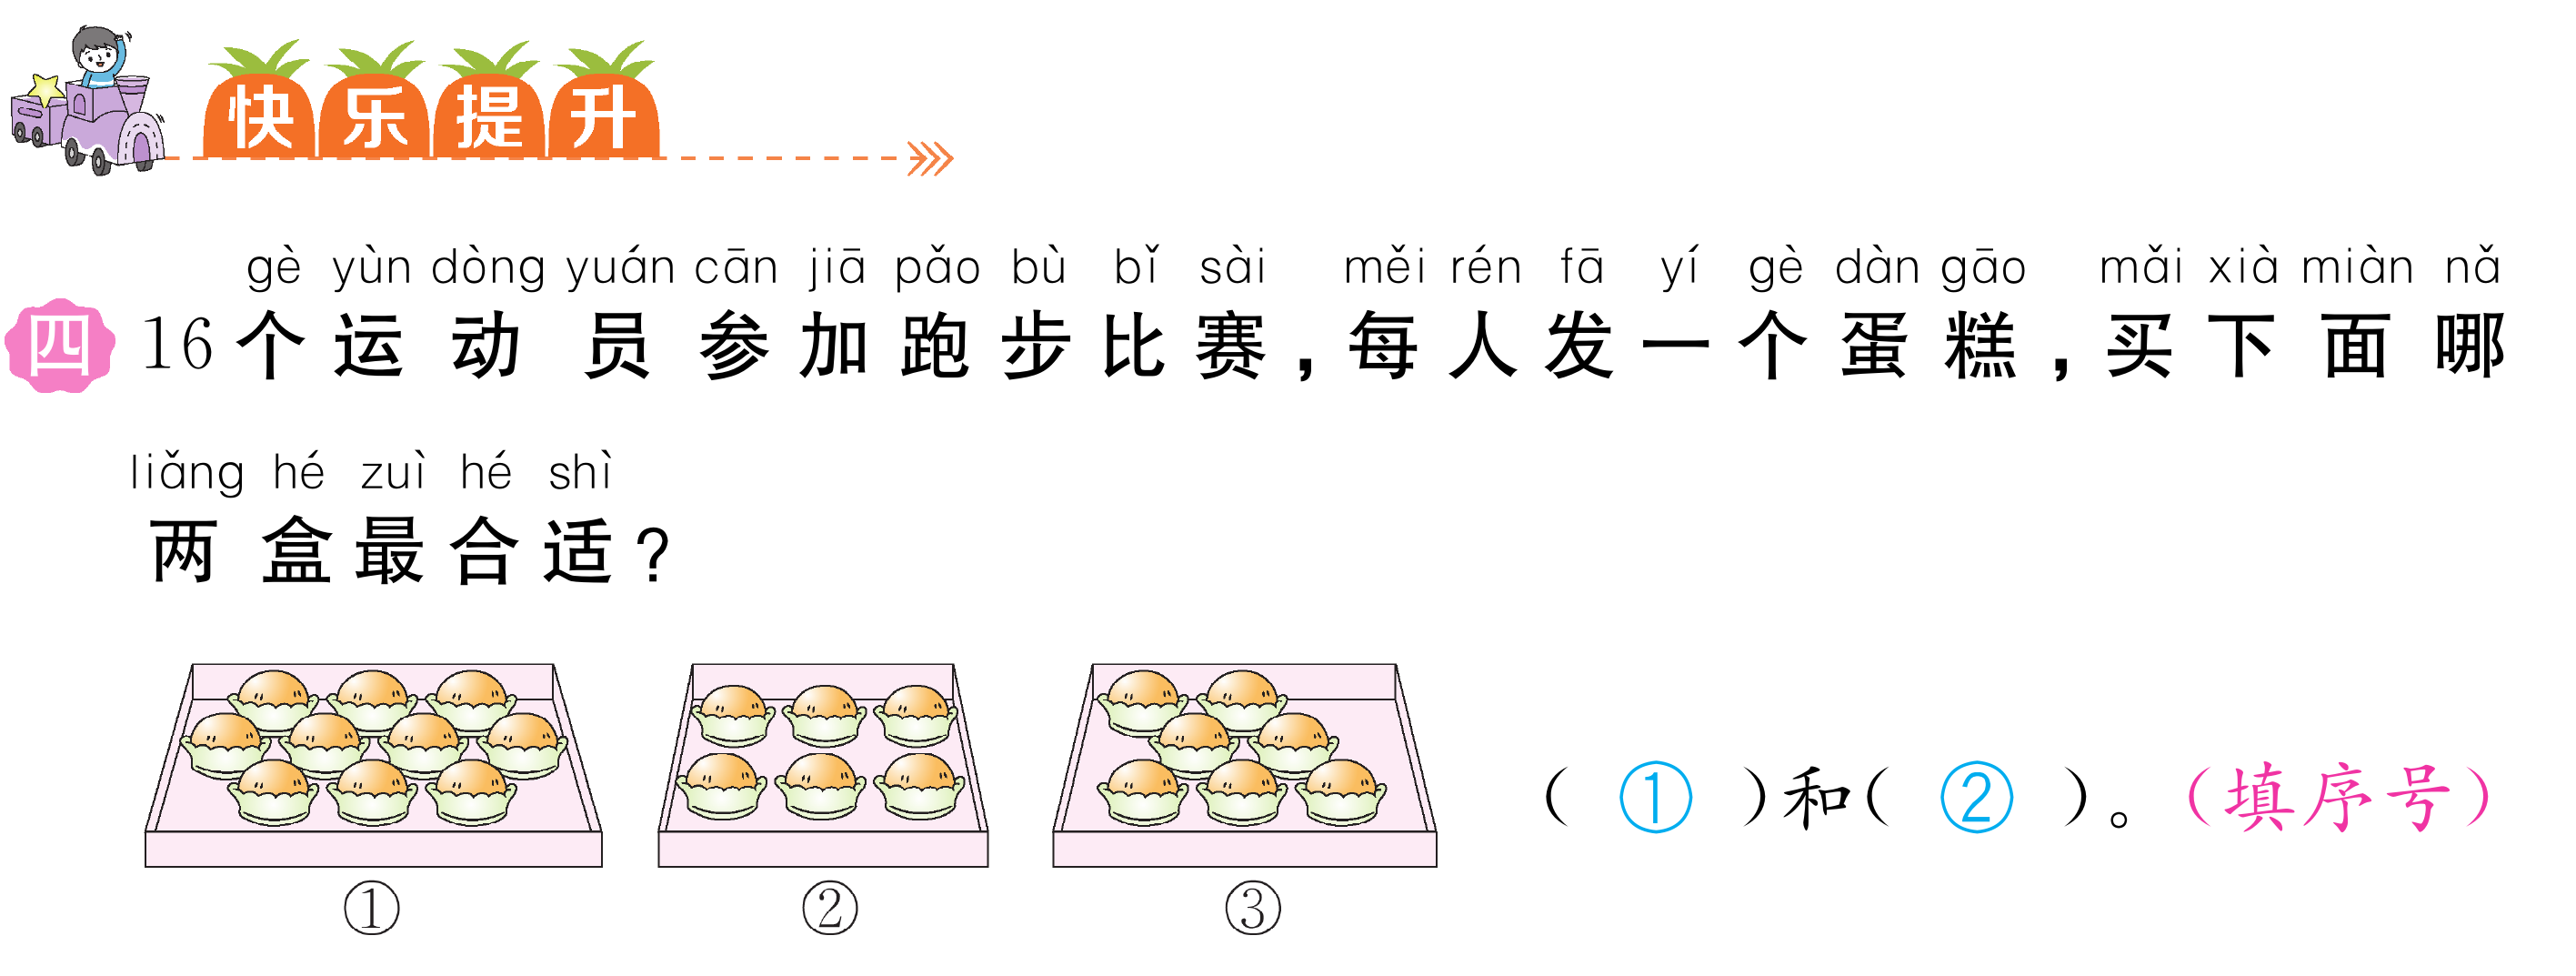 快乐提升
gè yùn dòng yuán cān jiā pǎo bù bǐ sài měi rén fā yí gè dàn gāo mǎi xià miàn nǎ
四 16个运动员参加跑步比赛,每人发一个蛋糕,买下面哪
liǎng hé zuì hé shì
两盒最合适?
(①)和(②)。(填序号)
① ② ③